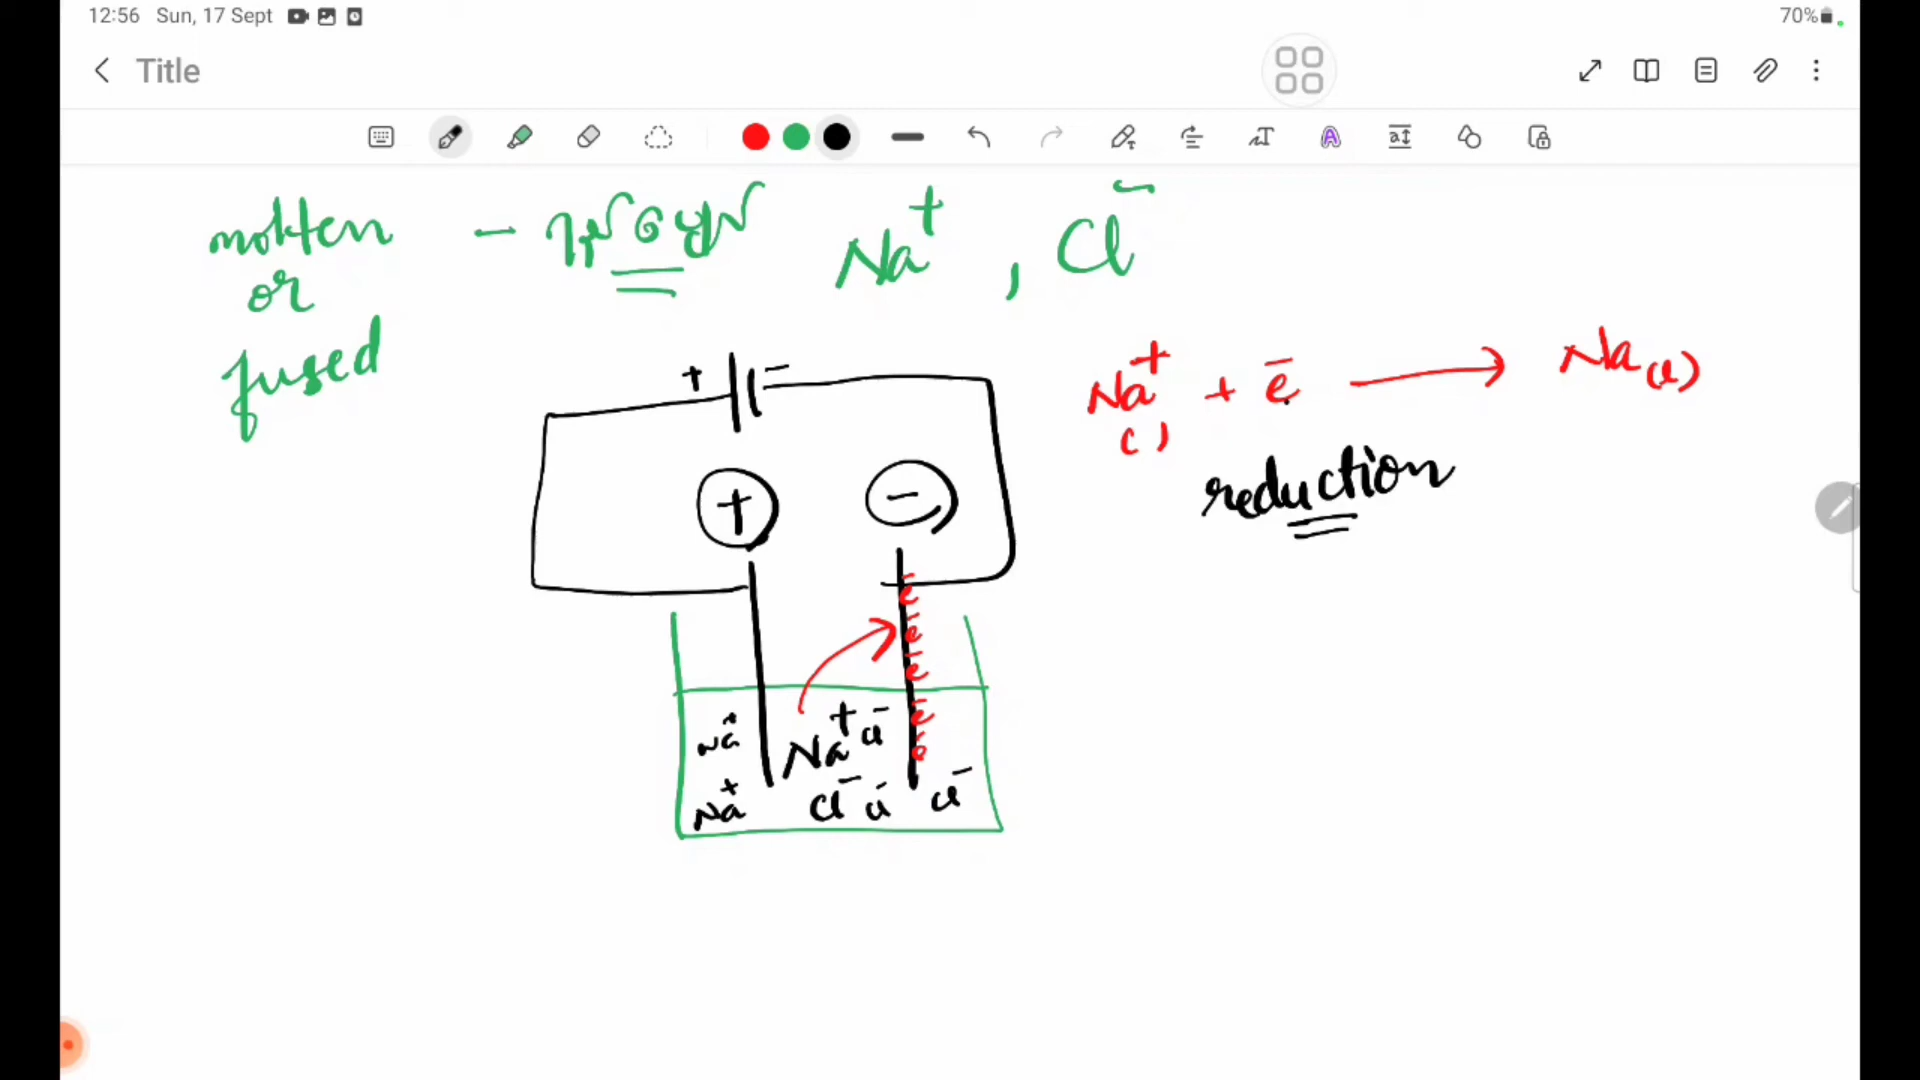 12:56 Sun, 17 Sept
70%
Title
molten - Na⁺ , Cl⁻
or
fused
+ -
Na⁺ + e⁻ → Na(l)
( )
reduction
+ -
e⁻
e⁻
e⁻
Na⁺ Na⁺ Cl⁻ e⁻
Na⁺ Cl⁻ Cl⁻ Cl⁻